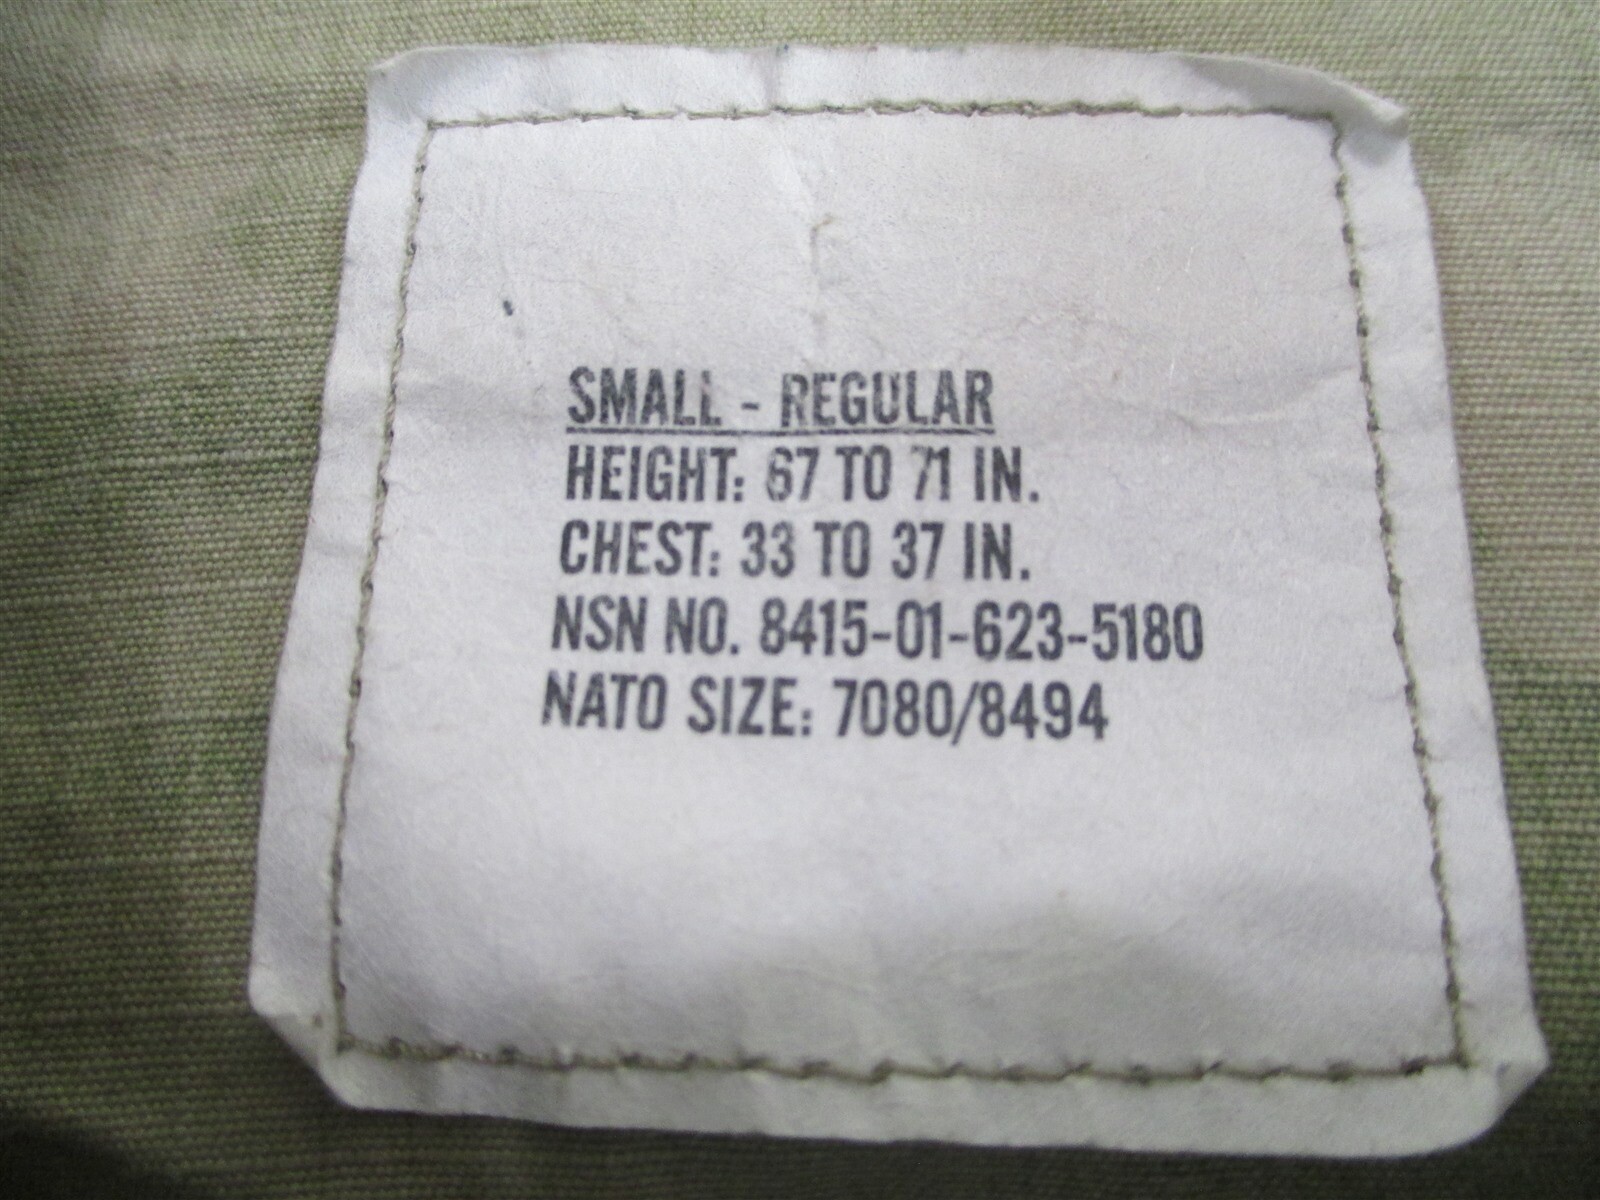 SMALL - REGULAR
HEIGHT: 67 TO 71 IN.
CHEST: 33 TO 37 IN.
NSN NO. 8415-01-623-5180
NATO SIZE: 7080/8494